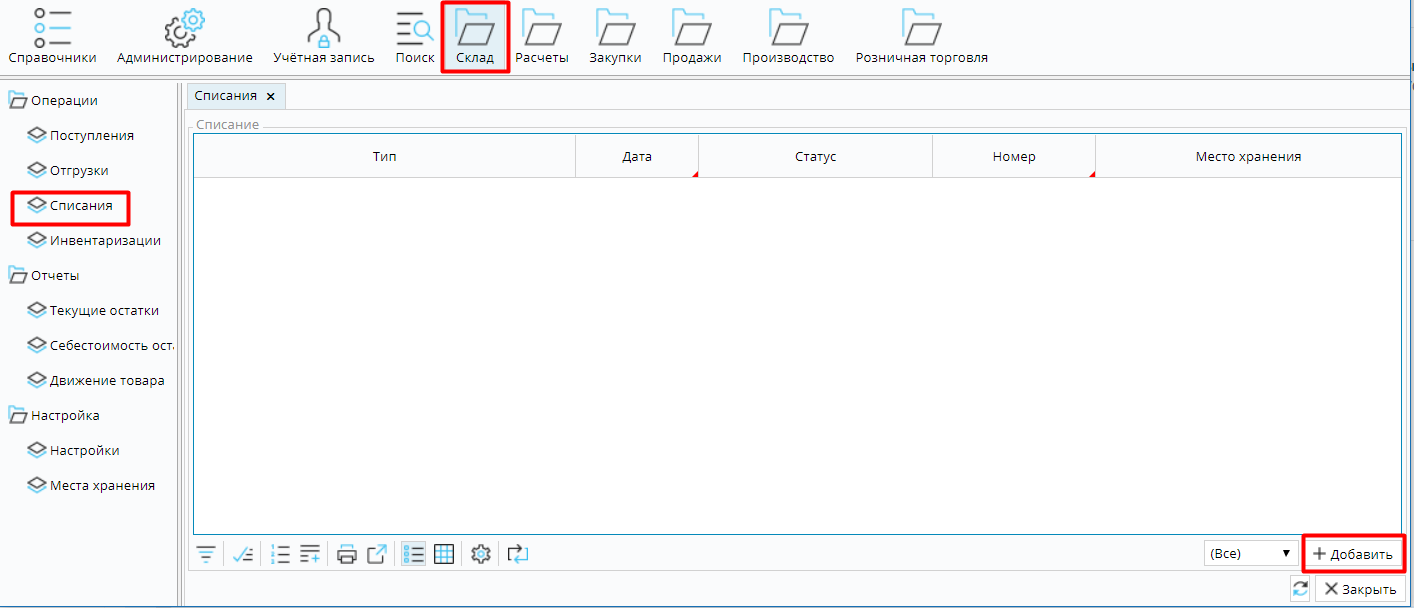 Справочники Администрирование Учётная запись Поиск Склад Расчеты Закупки Продажи Производство Розничная торговля
Операции
Поступления
Отгрузки
Списания
Инвентаризации
Отчеты
Текущие остатки
Себестоимость оста
Движение товара
Настройка
Настройки
Места хранения
Списания
Списание
Тип Дата Статус Номер Место хранения
(Все) Добавить
Закрыть